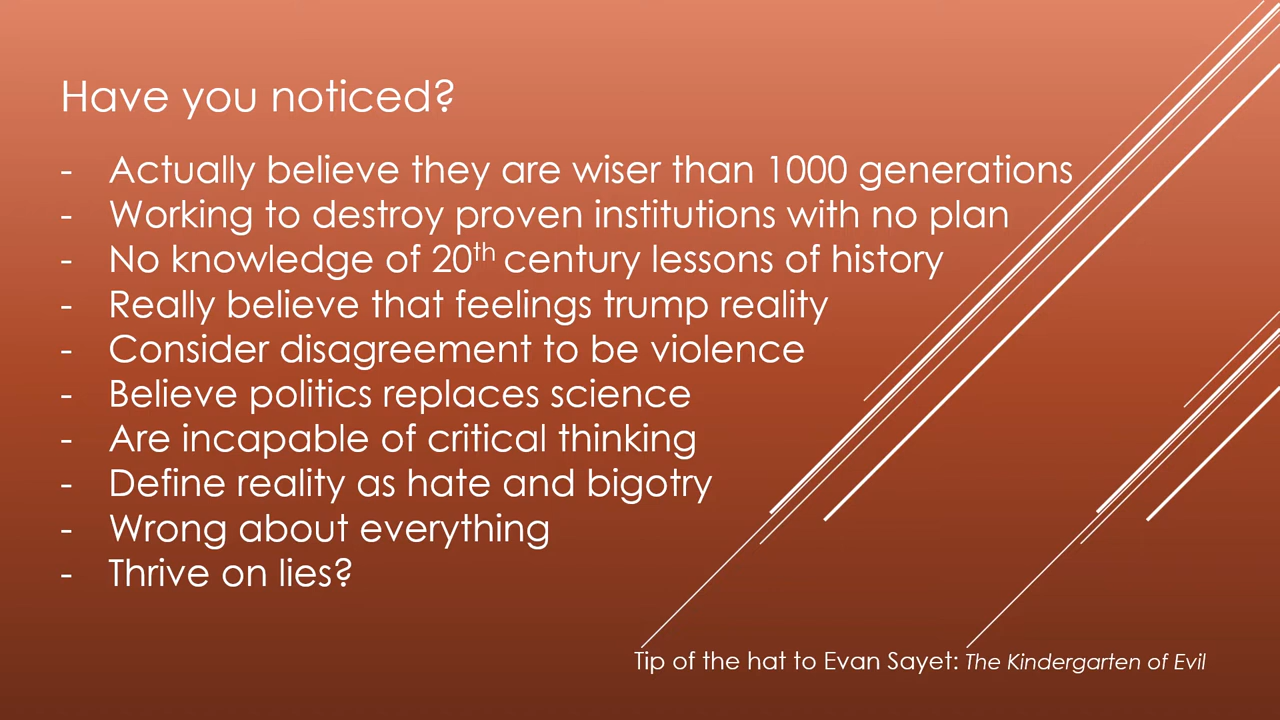 Have you noticed?
- Actually believe they are wiser than 1000 generations
- Working to destroy proven institutions with no plan
- No knowledge of 20th century lessons of history
- Really believe that feelings trump reality
- Consider disagreement to be violence
- Believe politics replaces science
- Are incapable of critical thinking
- Define reality as hate and bigotry
- Wrong about everything
- Thrive on lies?
Tip of the hat to Evan Sayet: The Kindergarten of Evil